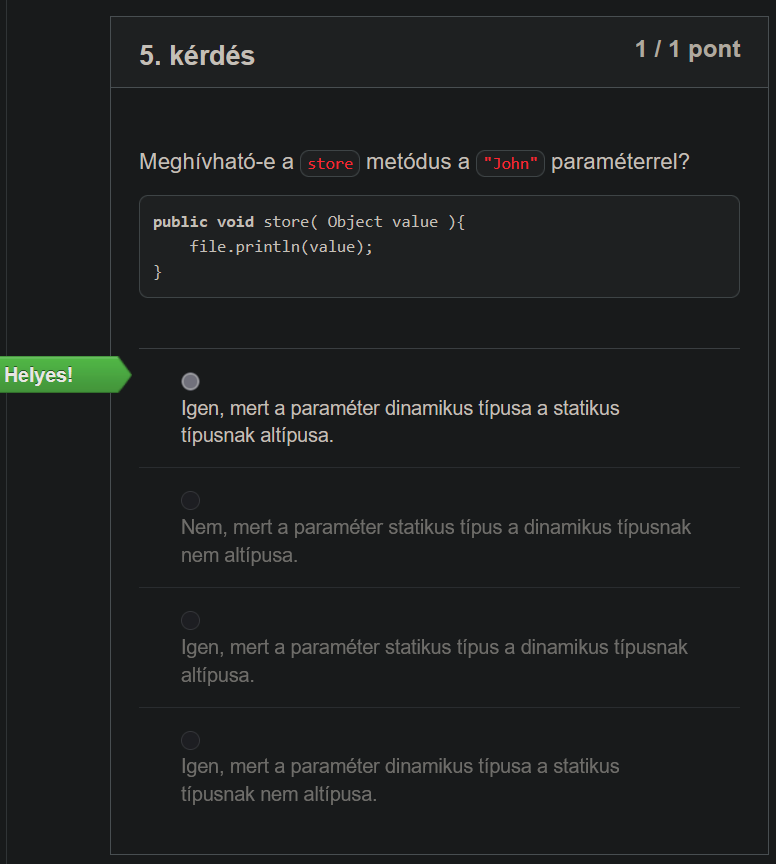 5. kérdés
1 / 1 pont
Meghívható-e a store metódus a "John" paraméterrel?
public void store( Object value ){
    file.println(value);
}
Helyes!
Igen, mert a paraméter dinamikus típusa a statikus
típusnak altípusa.
Nem, mert a paraméter statikus típus a dinamikus típusnak
nem altípusa.
Igen, mert a paraméter statikus típus a dinamikus típusnak
altípusa.
Igen, mert a paraméter dinamikus típusa a statikus
típusnak nem altípusa.